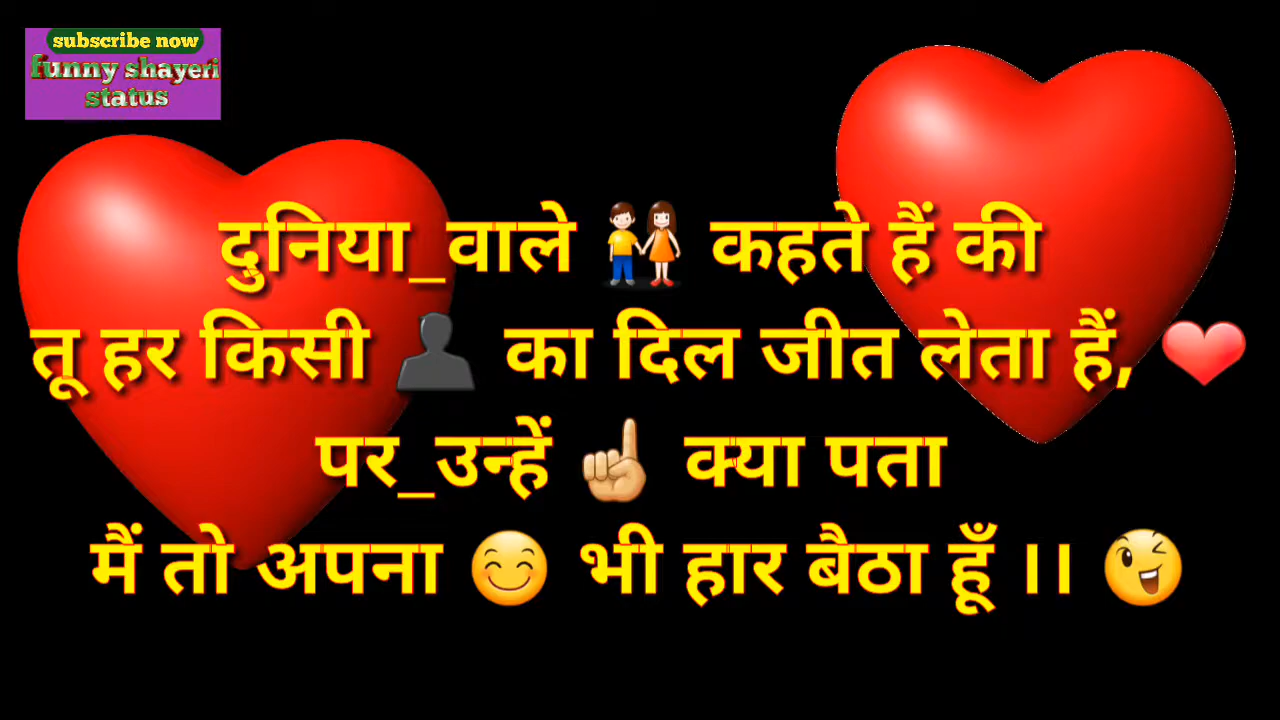 subscribe now
funny shayeri
status
दुनिया_वाले 👫 कहते हैं की
तू हर किसी 👤 का दिल जीत लेता हैं, ❤
पर_उन्हें ☝ क्या पता
मैं तो अपना 😊 भी हार बैठा हूँ ।। 😉